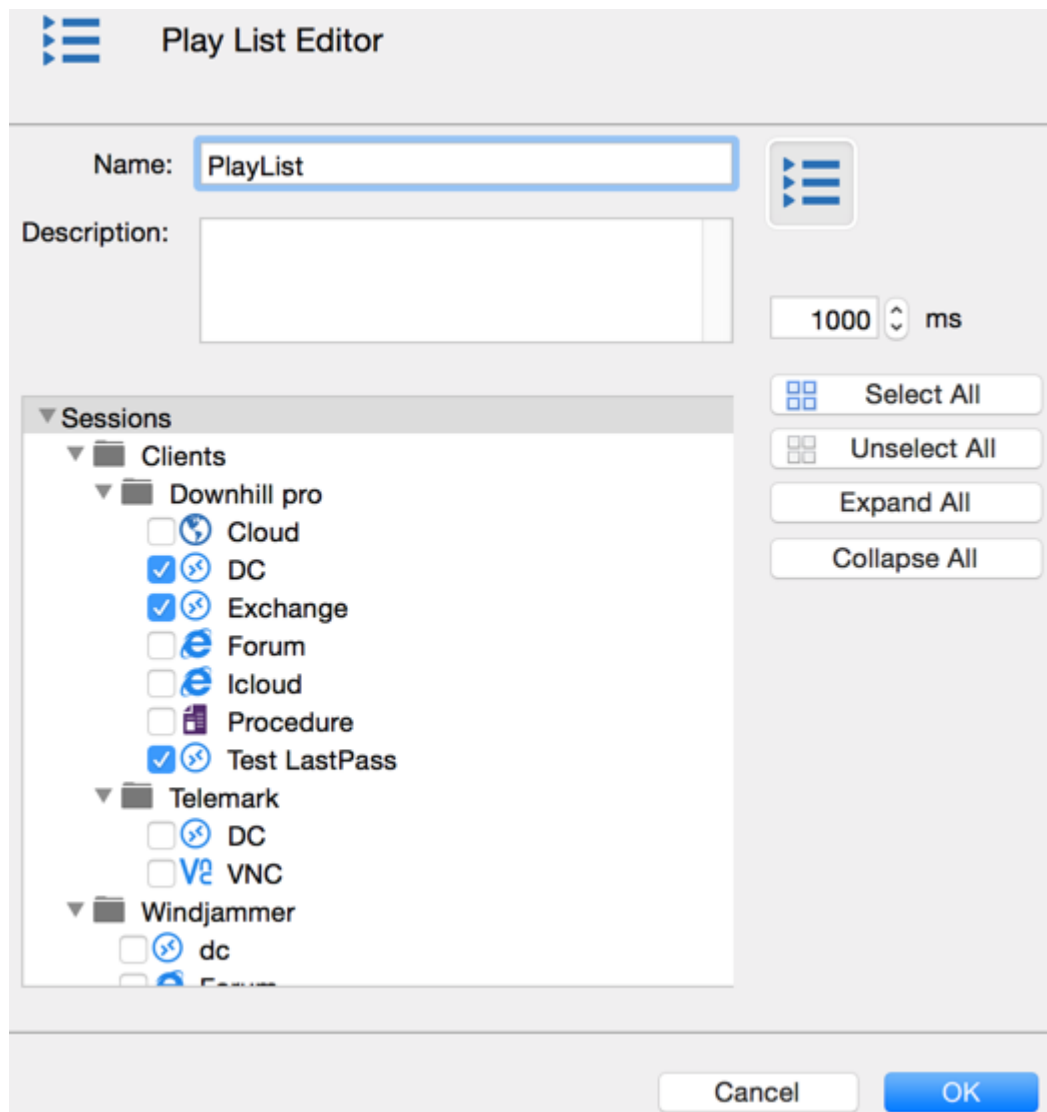 Play List Editor
Name:
PlayList
Description:
1000 ms
Select All
Unselect All
Expand All
Collapse All
Sessions
Clients
Downhill pro
Cloud
DC
Exchange
Forum
Icloud
Procedure
Test LastPass
Telemark
DC
VNC
Windjammer
dc
Cancel
OK